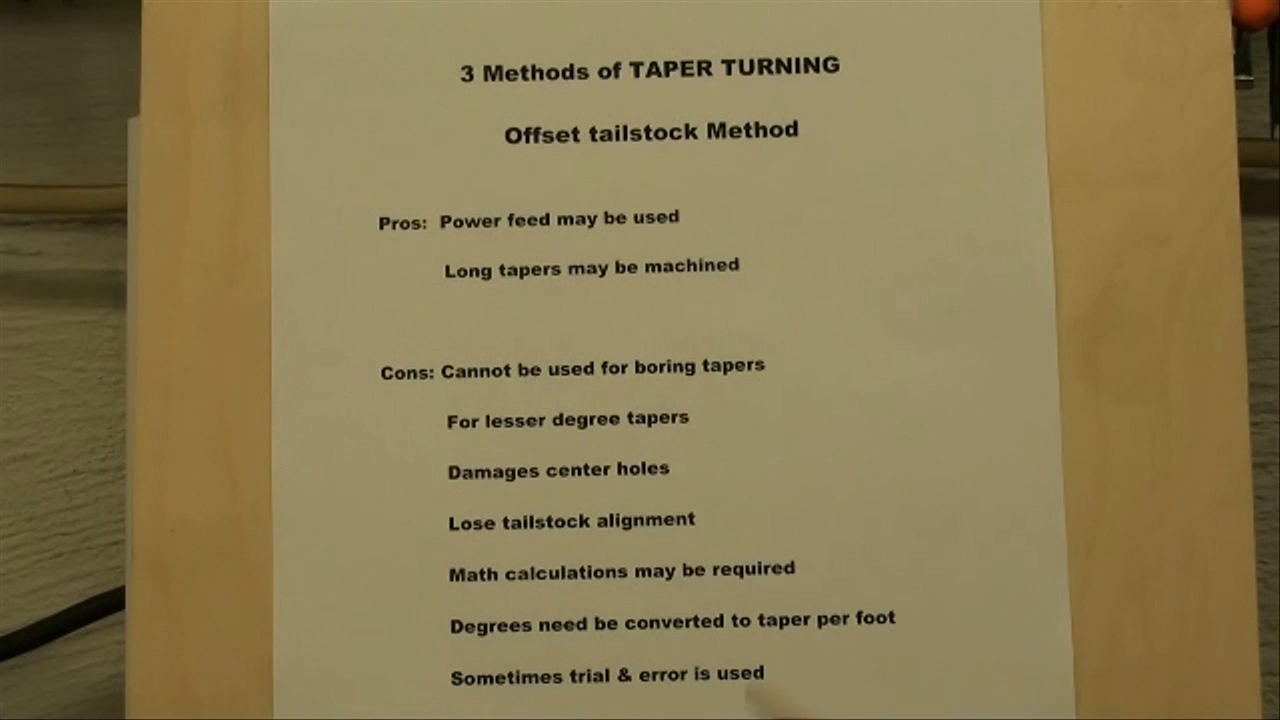 3 Methods of TAPER TURNING
Offset tailstock Method
Pros: Power feed may be used
Long tapers may be machined
Cons: Cannot be used for boring tapers
For lesser degree tapers
Damages center holes
Lose tailstock alignment
Math calculations may be required
Degrees need be converted to taper per foot
Sometimes trial & error is used